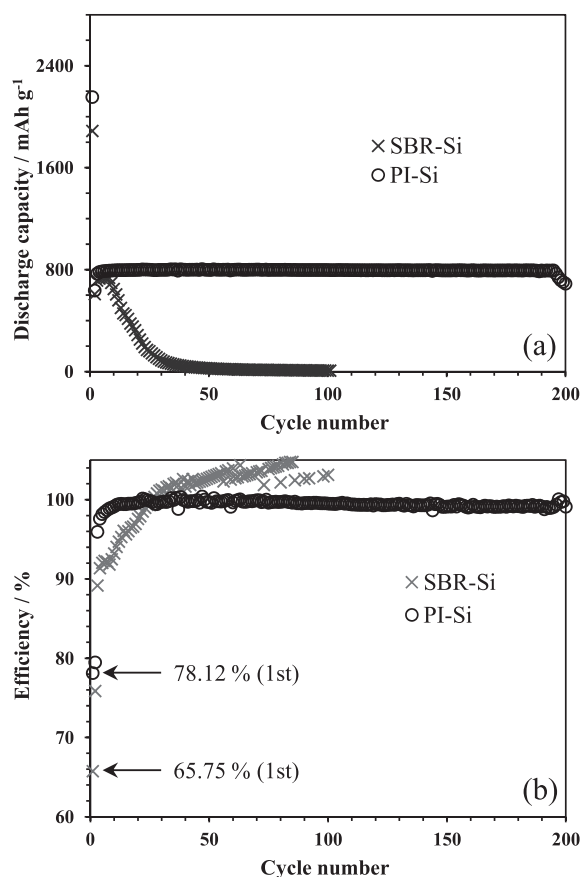 2400
1600
800
0
Discharge capacity / mAh g⁻¹
SBR-Si
PI-Si
(a)
0
50
100
150
200
Cycle number
100
90
80
70
60
Efficiency / %
SBR-Si
PI-Si
78.12 % (1st)
65.75 % (1st)
(b)
0
50
100
150
200
Cycle number